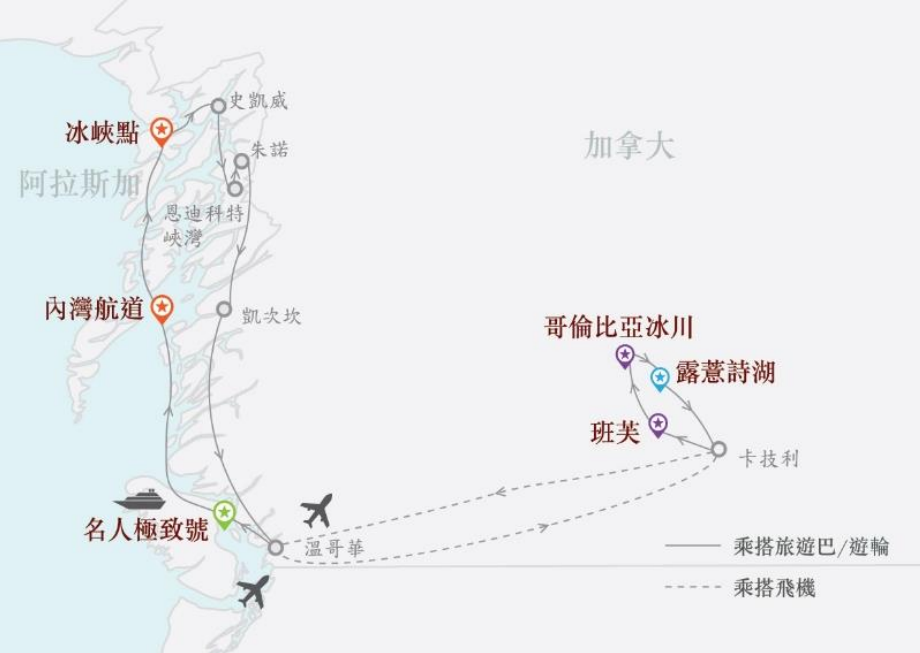 史凱威
冰峽點
加拿大
朱諾
阿拉斯加
恩迪科特
峽灣
內灣航道
凱次坎
哥倫比亞冰川
露薏詩湖
班芙
卡技利
名人極致號
溫哥華
乘搭旅遊巴/遊輪
乘搭飛機